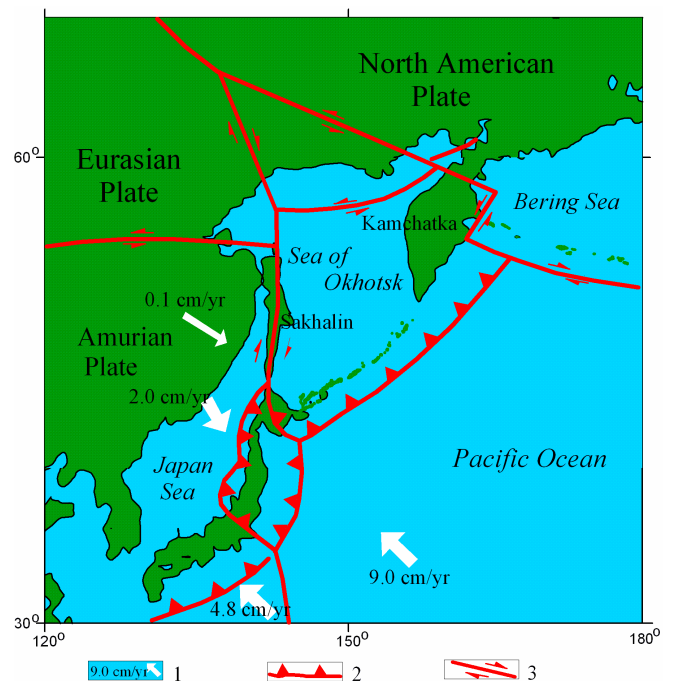 North American
Plate
60°
Eurasian
Plate
Bering Sea
Kamchatka
Sea of
Okhotsk
0.1 cm/yr
Sakhalin
Amurian
Plate
2.0 cm/yr
Japan
Sea
Pacific Ocean
9.0 cm/yr
4.8 cm/yr
30°
120°
150°
180°
9.0 cm/yr 1
2
3